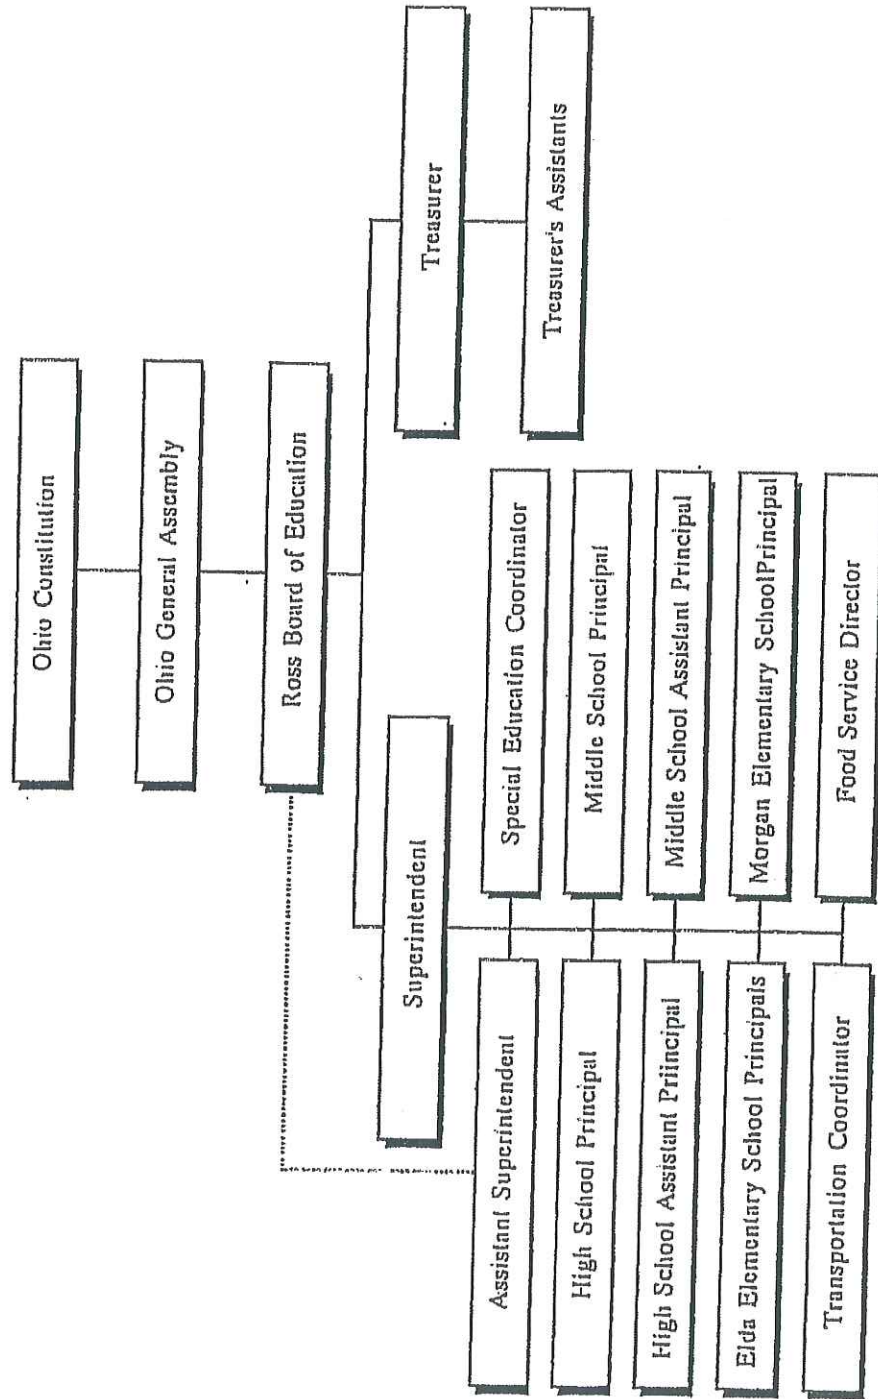 Ohio Constitution
Ohio General Assembly
Ross Board of Education
Superintendent
Treasurer
Treasurer's Assistants
Assistant Superintendent
Special Education Coordinator
High School Principal
Middle School Principal
High School Assistant Priincipal
Middle School Assistant Principal
Elda Elementary School Principals
Morgan Elementary SchoolPrincipal
Transportation Coordinator
Food Service Director